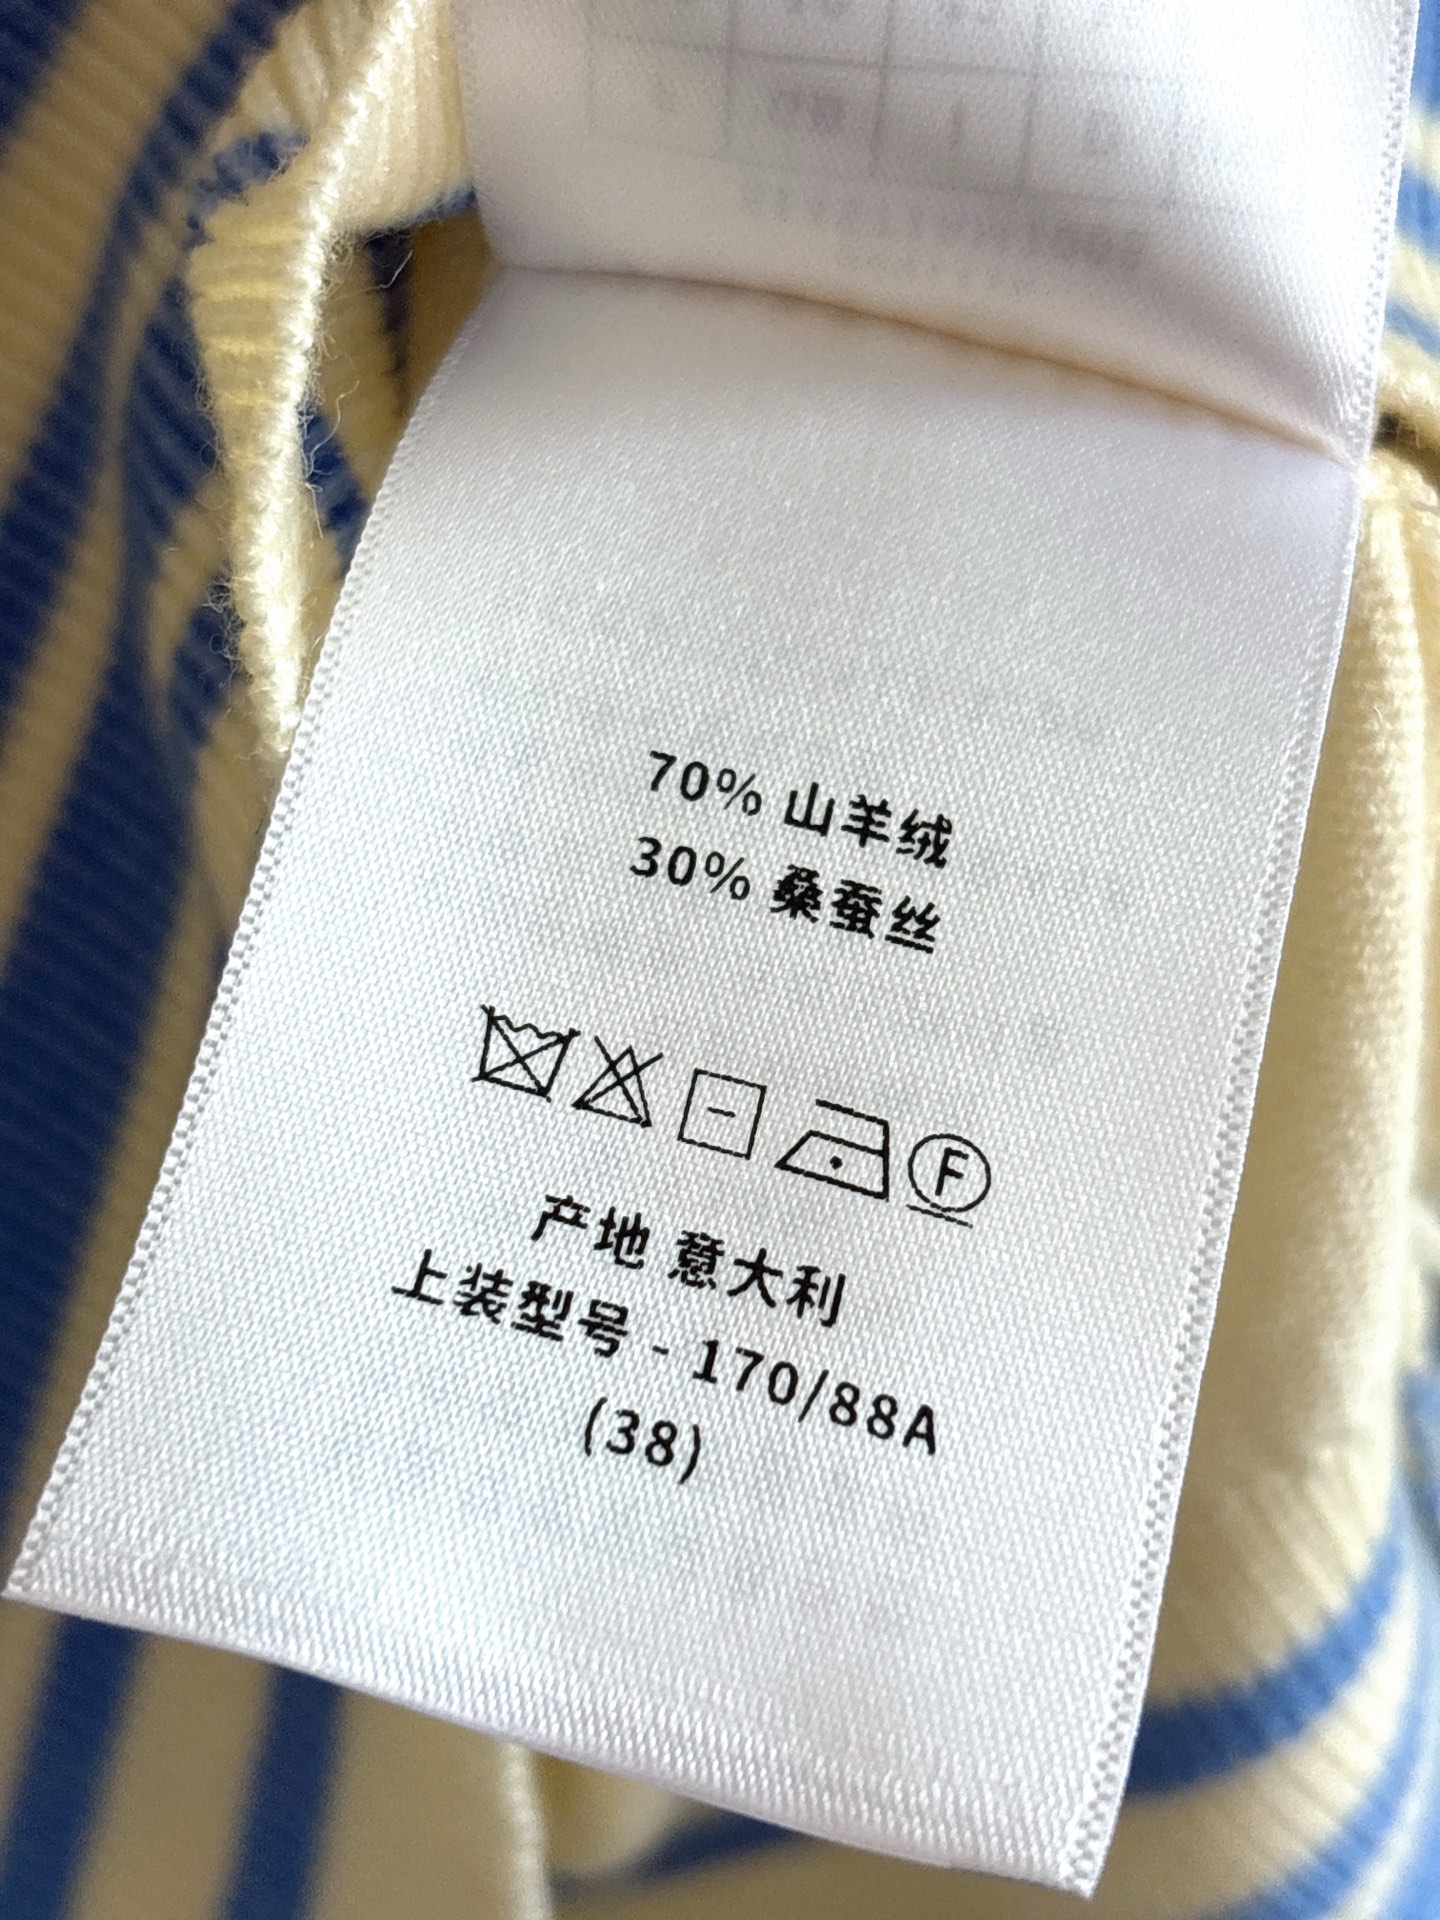 70% 山羊绒
30% 桑蚕丝
F
产地 意大利
上装型号 - 170/88A
(38)